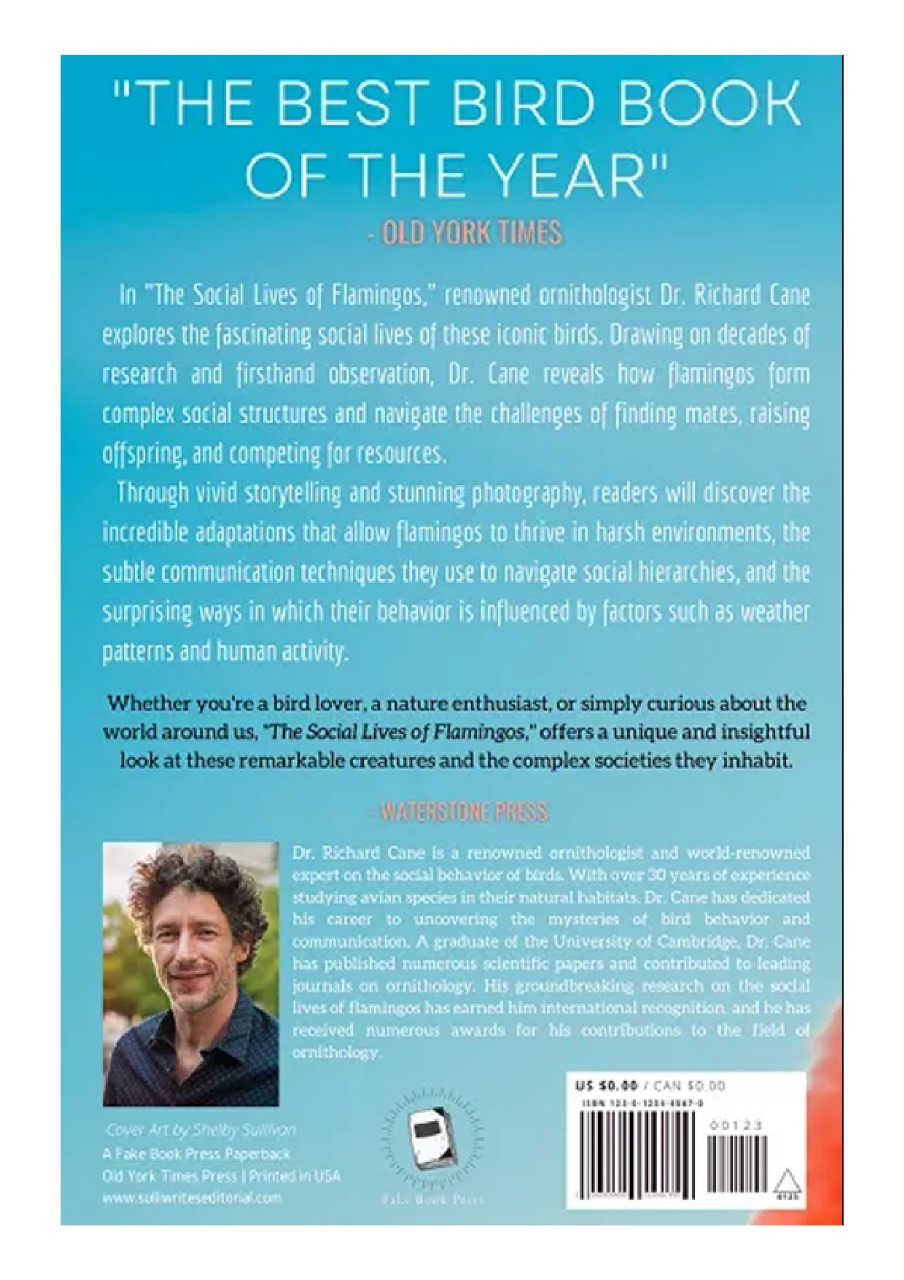 "THE BEST BIRD BOOK
OF THE YEAR"
- OLD YORK TIMES
In "The Social Lives of Flamingos," renowned ornithologist Dr. Richard Cane
explores the fascinating social lives of these iconic birds. Drawing on decades of
research and firsthand observation, Dr. Cane reveals how flamingos form
complex social structures and navigate the challenges of finding mates, raising
offspring, and competing for resources.
Through vivid storytelling and stunning photography, readers will discover the
incredible adaptations that allow flamingos to thrive in harsh environments, the
subtle communication techniques they use to navigate social hierarchies, and the
surprising ways in which their behavior is influenced by factors such as weather
patterns and human activity.
Whether you're a bird lover, a nature enthusiast, or simply curious about the
world around us, "The Social Lives of Flamingos," offers a unique and insightful
look at these remarkable creatures and the complex societies they inhabit.
- WATERSTONE PRESS
Dr. Richard Cane is a renowned ornithologist and world-renowned
expert on the social behavior of birds. With over 30 years of experience
studying avian species in their natural habitats, Dr. Cane has dedicated
his career to uncovering the mysteries of bird behavior and
communication. A graduate of the University of Cambridge, Dr. Cane
has published numerous scientific papers and contributed to leading
journals on ornithology. His groundbreaking research on the social
lives of flamingos has earned him international recognition, and he has
received numerous awards for his contributions to the field of
ornithology.
Cover Art by Shelby Sullivan
A Fake Book Press Paperback
Old York Times Press | Printed in USA
www.sulliwriteseditorial.com
Fake Book Press
US $0.00 / CAN $0.00
ISBN 123-0-1234-4567-0
00123
0123